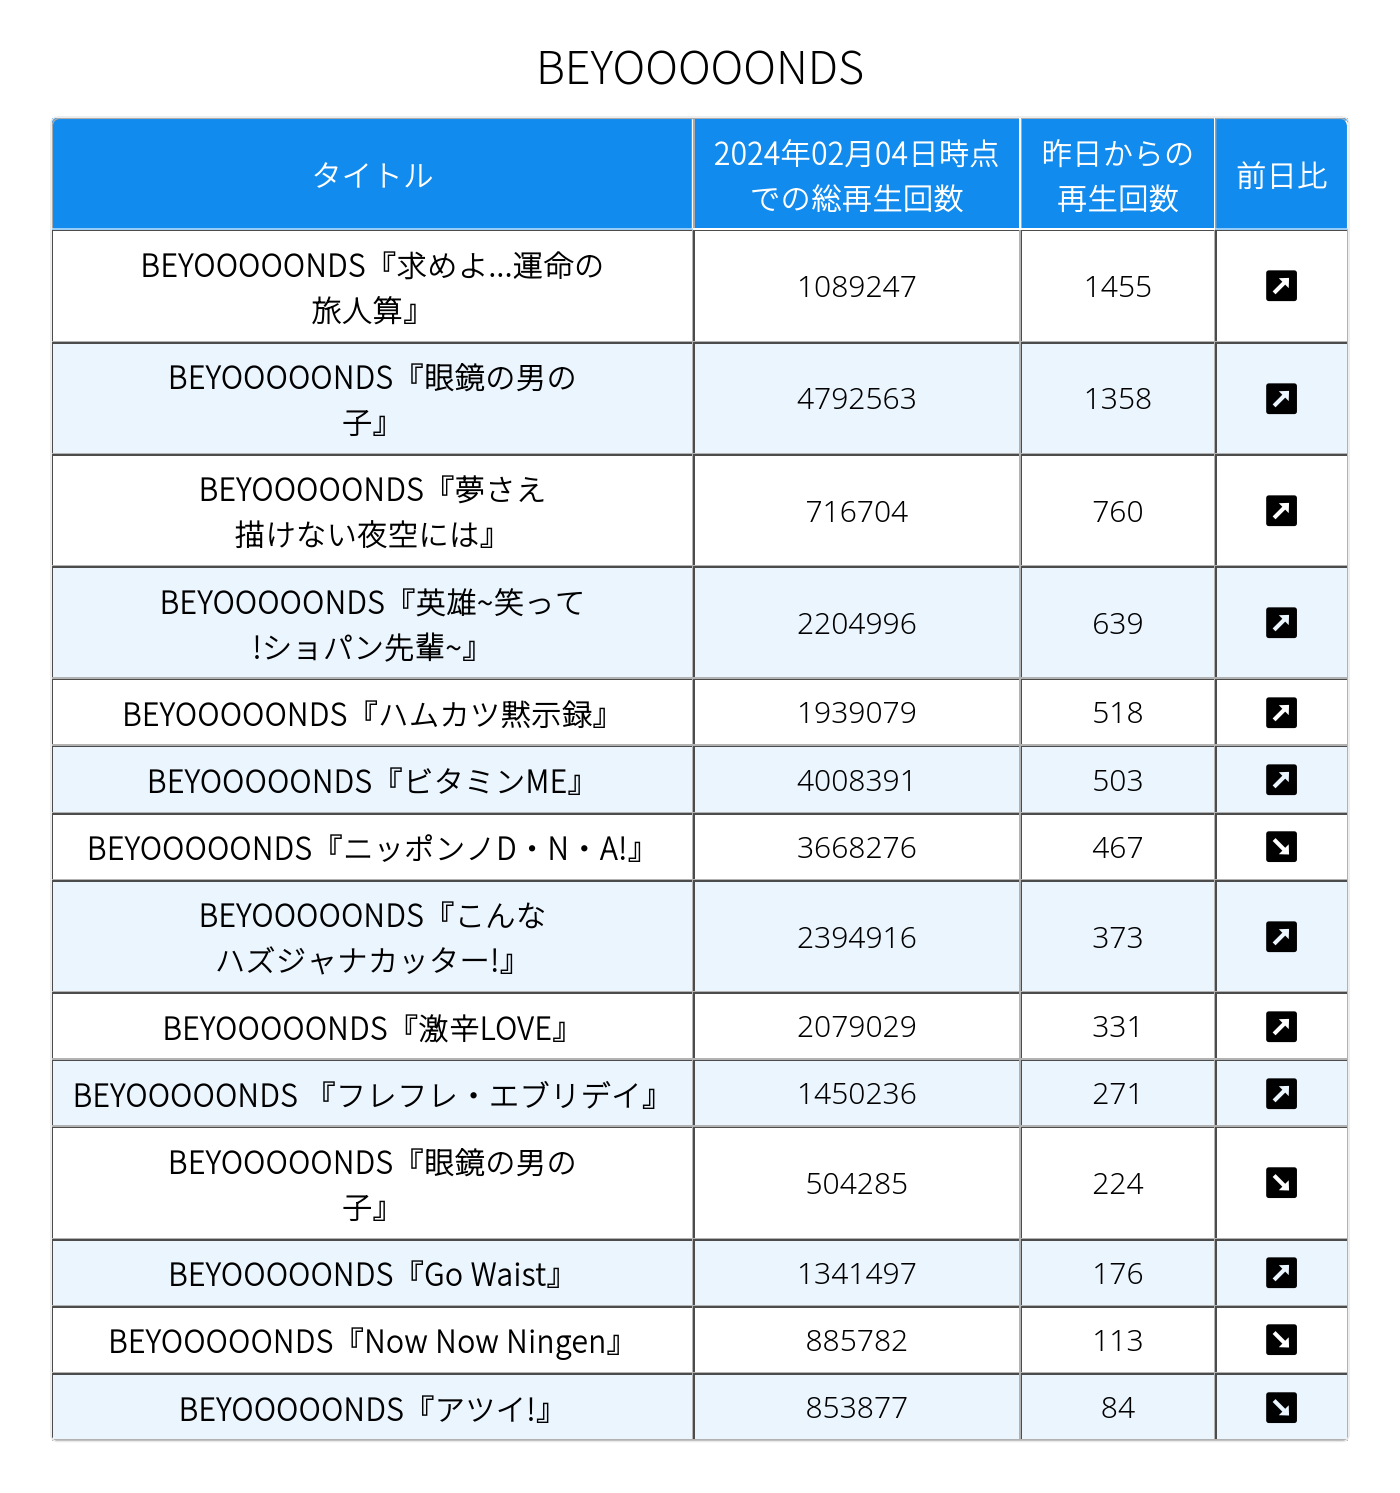 BEYOOOOONDS
タイトル
2024年02月04日時点
での総再生回数
昨日からの
再生回数
前日比
BEYOOOOONDS『求めよ...運命の
旅人算』
1089247
1455
BEYOOOOONDS『眼鏡の男の
子』
4792563
1358
BEYOOOOONDS『夢さえ
描けない夜空には』
716704
760
BEYOOOOONDS『英雄~笑って
!ショパン先輩~』
2204996
639
BEYOOOOONDS『ハムカツ黙示録』
1939079
518
BEYOOOOONDS『ビタミンME』
4008391
503
BEYOOOOONDS『ニッポンノD・N・A!』
3668276
467
BEYOOOOONDS『こんな
ハズジャナカッター!』
2394916
373
BEYOOOOONDS『激辛LOVE』
2079029
331
BEYOOOOONDS 『フレフレ・エブリデイ』
1450236
271
BEYOOOOONDS『眼鏡の男の
子』
504285
224
BEYOOOOONDS『Go Waist』
1341497
176
BEYOOOOONDS『Now Now Ningen』
885782
113
BEYOOOOONDS『アツイ!』
853877
84